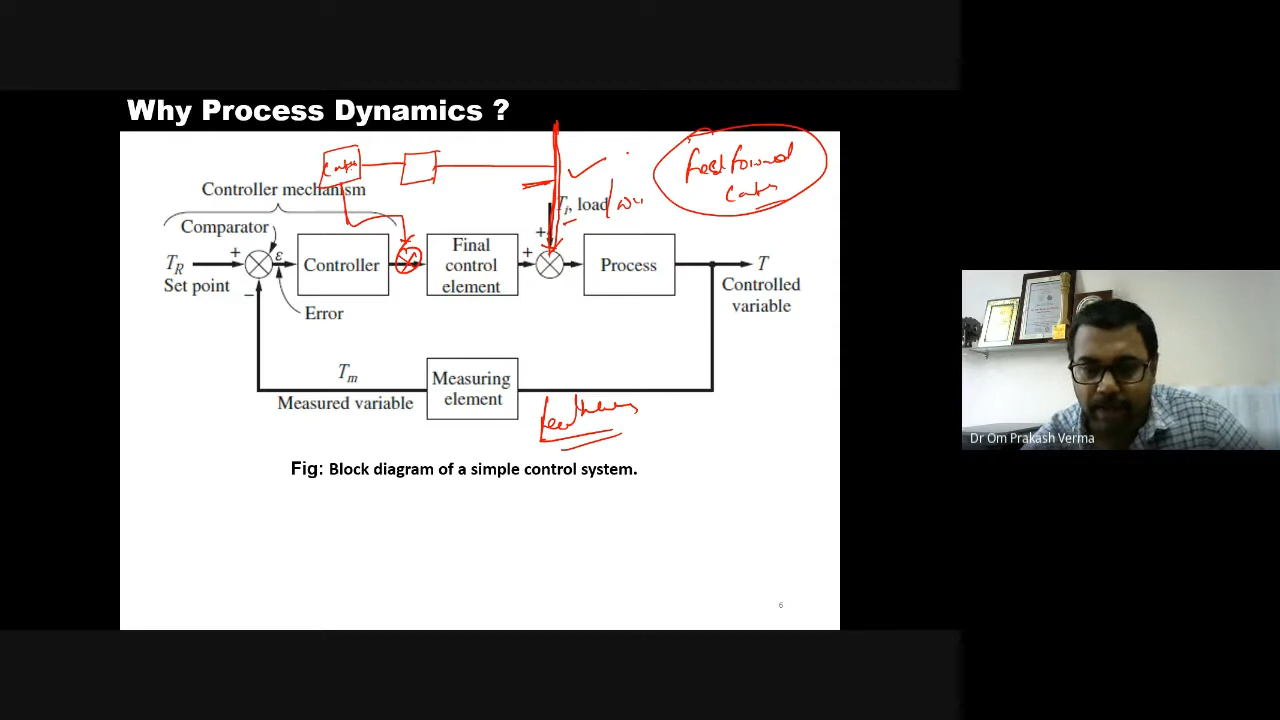 Why Process Dynamics ?
feed forward
Controller mechanism
Comparator
T_i, load
T_R
Set point
+
ε
−
Error
Controller
Final
control
element
+
+
Process
T
Controlled
variable
T_m
Measured variable
Measuring
element
Fig: Block diagram of a simple control system.
6
Dr Om Prakash Verma